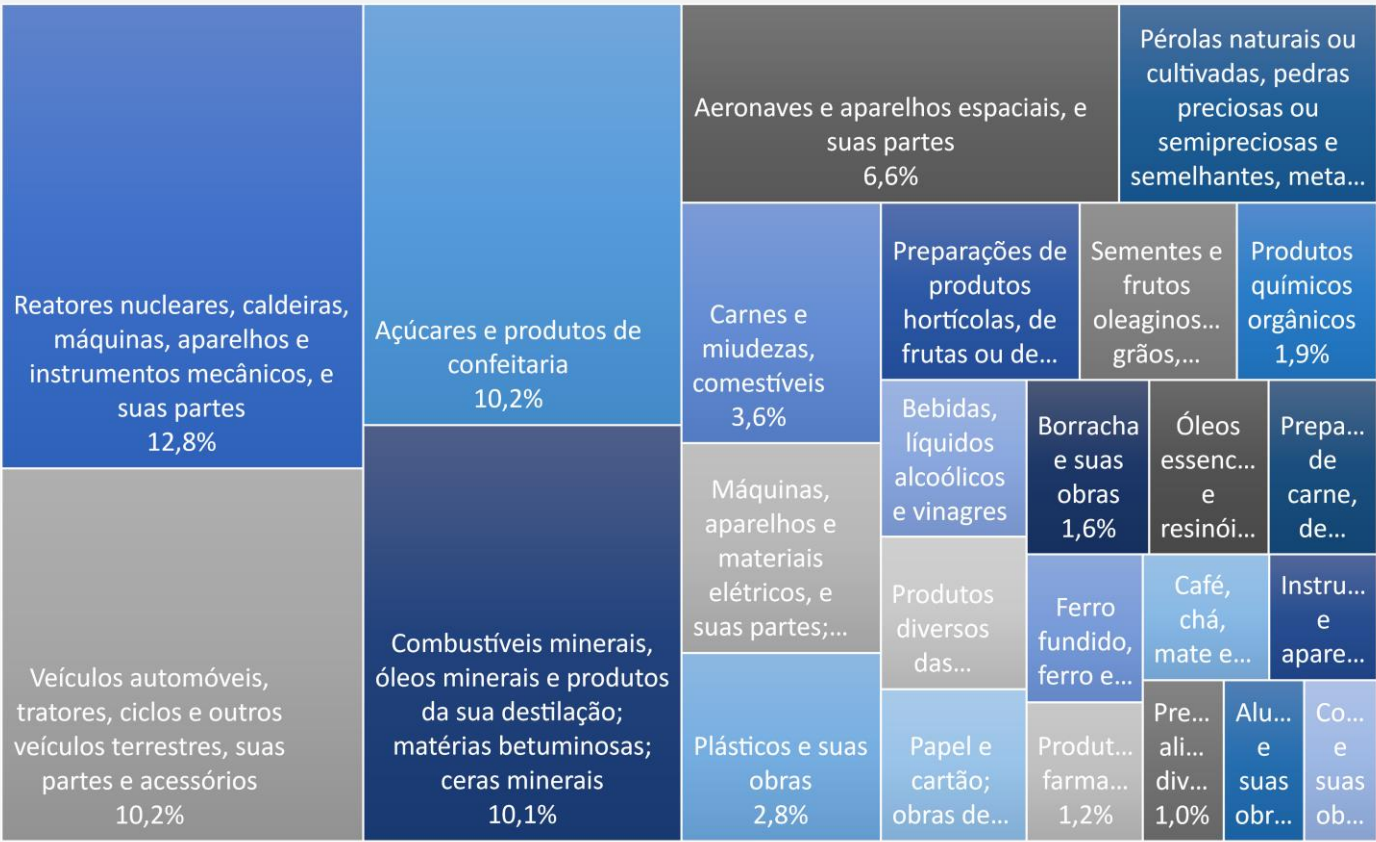 Reatores nucleares, caldeiras,
máquinas, aparelhos e
instrumentos mecânicos, e
suas partes
12,8%
Veículos automóveis,
tratores, ciclos e outros
veículos terrestres, suas
partes e acessórios
10,2%
Açúcares e produtos de
confeitaria
10,2%
Combustíveis minerais,
óleos minerais e produtos
da sua destilação;
matérias betuminosas;
ceras minerais
10,1%
Aeronaves e aparelhos espaciais, e
suas partes
6,6%
Pérolas naturais ou
cultivadas, pedras
preciosas ou
semipreciosas e
semelhantes, meta...
Carnes e
miudezas,
comestíveis
3,6%
Máquinas,
aparelhos e
materiais
elétricos, e
suas partes;...
Plásticos e suas
obras
2,8%
Preparações de
produtos
hortícolas, de
frutas ou de...
Sementes e
frutos
oleaginos...
grãos,...
Produtos
químicos
orgânicos
1,9%
Bebidas,
líquidos
alcoólicos
e vinagres
Produtos
diversos
das...
Papel e
cartão;
obras de...
Borracha
e suas
obras
1,6%
Óleos
essenc...
e
resinói...
Prepa...
de
carne,
de...
Ferro
fundido,
ferro e...
Café,
chá,
mate e...
Instru...
e
apare...
Produt...
farma...
1,2%
Pre...
ali...
div...
1,0%
Alu...
e
suas
obr...
Co...
e
suas
ob...